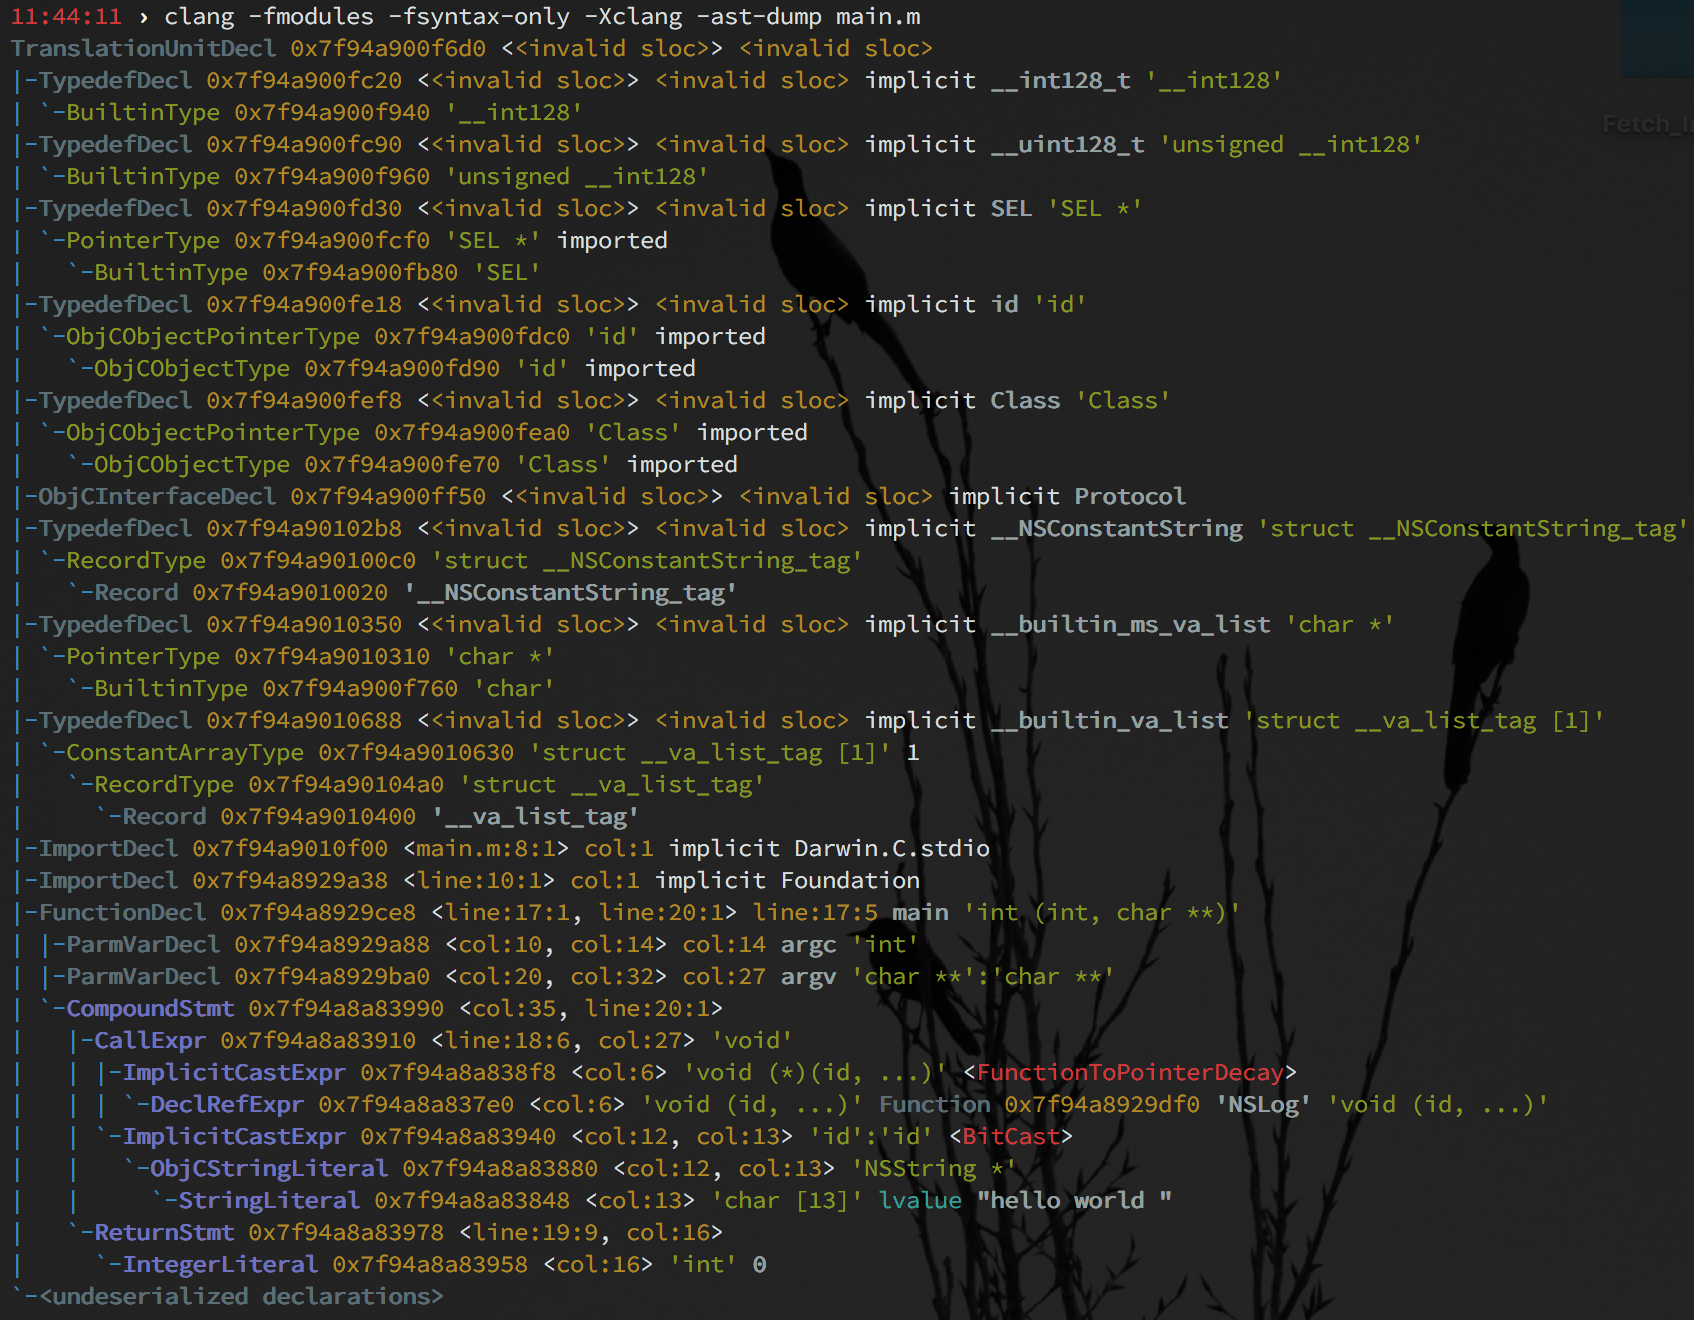 11:44:11 › clang -fmodules -fsyntax-only -Xclang -ast-dump main.m
TranslationUnitDecl 0x7f94a900f6d0 <<invalid sloc>> <invalid sloc>
|-TypedefDecl 0x7f94a900fc20 <<invalid sloc>> <invalid sloc> implicit __int128_t '__int128'
| `-BuiltinType 0x7f94a900f940 '__int128'
|-TypedefDecl 0x7f94a900fc90 <<invalid sloc>> <invalid sloc> implicit __uint128_t 'unsigned __int128'
| `-BuiltinType 0x7f94a900f960 'unsigned __int128'
|-TypedefDecl 0x7f94a900fd30 <<invalid sloc>> <invalid sloc> implicit SEL 'SEL *'
| `-PointerType 0x7f94a900fcf0 'SEL *' imported
|   `-BuiltinType 0x7f94a900fb80 'SEL'
|-TypedefDecl 0x7f94a900fe18 <<invalid sloc>> <invalid sloc> implicit id 'id'
| `-ObjCObjectPointerType 0x7f94a900fdc0 'id' imported
|   `-ObjCObjectType 0x7f94a900fd90 'id' imported
|-TypedefDecl 0x7f94a900fef8 <<invalid sloc>> <invalid sloc> implicit Class 'Class'
| `-ObjCObjectPointerType 0x7f94a900fea0 'Class' imported
|   `-ObjCObjectType 0x7f94a900fe70 'Class' imported
|-ObjCInterfaceDecl 0x7f94a900ff50 <<invalid sloc>> <invalid sloc> implicit Protocol
|-TypedefDecl 0x7f94a90102b8 <<invalid sloc>> <invalid sloc> implicit __NSConstantString 'struct __NSConstantString_tag'
| `-RecordType 0x7f94a90100c0 'struct __NSConstantString_tag'
|   `-Record 0x7f94a9010020 '__NSConstantString_tag'
|-TypedefDecl 0x7f94a9010350 <<invalid sloc>> <invalid sloc> implicit __builtin_ms_va_list 'char *'
| `-PointerType 0x7f94a9010310 'char *'
|   `-BuiltinType 0x7f94a900f760 'char'
|-TypedefDecl 0x7f94a9010688 <<invalid sloc>> <invalid sloc> implicit __builtin_va_list 'struct __va_list_tag [1]'
| `-ConstantArrayType 0x7f94a9010630 'struct __va_list_tag [1]' 1
|   `-RecordType 0x7f94a90104a0 'struct __va_list_tag'
|     `-Record 0x7f94a9010400 '__va_list_tag'
|-ImportDecl 0x7f94a9010f00 <main.m:8:1> col:1 implicit Darwin.C.stdio
|-ImportDecl 0x7f94a8929a38 <line:10:1> col:1 implicit Foundation
|-FunctionDecl 0x7f94a8929ce8 <line:17:1, line:20:1> line:17:5 main 'int (int, char **)'
| |-ParmVarDecl 0x7f94a8929a88 <col:10, col:14> col:14 argc 'int'
| |-ParmVarDecl 0x7f94a8929ba0 <col:20, col:32> col:27 argv 'char **':'char **'
| `-CompoundStmt 0x7f94a8a83990 <col:35, line:20:1>
|   |-CallExpr 0x7f94a8a83910 <line:18:6, col:27> 'void'
|   | |-ImplicitCastExpr 0x7f94a8a838f8 <col:6> 'void (*)(id, ...)' <FunctionToPointerDecay>
|   | | `-DeclRefExpr 0x7f94a8a837e0 <col:6> 'void (id, ...)' Function 0x7f94a8929df0 'NSLog' 'void (id, ...)'
|   | `-ImplicitCastExpr 0x7f94a8a83940 <col:12, col:13> 'id':'id' <BitCast>
|   |   `-ObjCStringLiteral 0x7f94a8a83880 <col:12, col:13> 'NSString *'
|   |     `-StringLiteral 0x7f94a8a83848 <col:13> 'char [13]' lvalue "hello world "
|   `-ReturnStmt 0x7f94a8a83978 <line:19:9, col:16>
|     `-IntegerLiteral 0x7f94a8a83958 <col:16> 'int' 0
`-<undeserialized declarations>